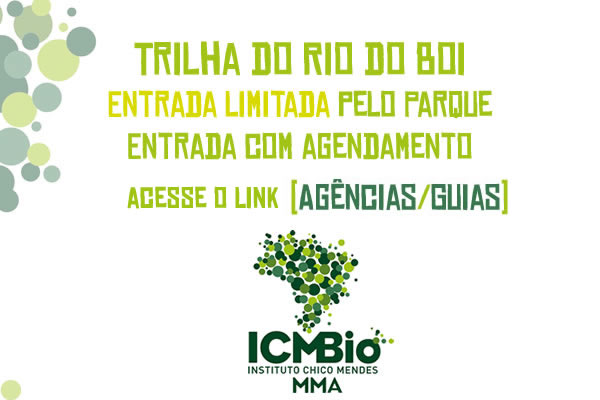 TRILHA DO RIO DO BOI
ENTRADA LIMITADA PELO PARQUE
ENTRADA COM AGENDAMENTO
ACESSE O LINK [AGÊNCIAS/GUIAS]
ICMBio
INSTITUTO CHICO MENDES
MMA